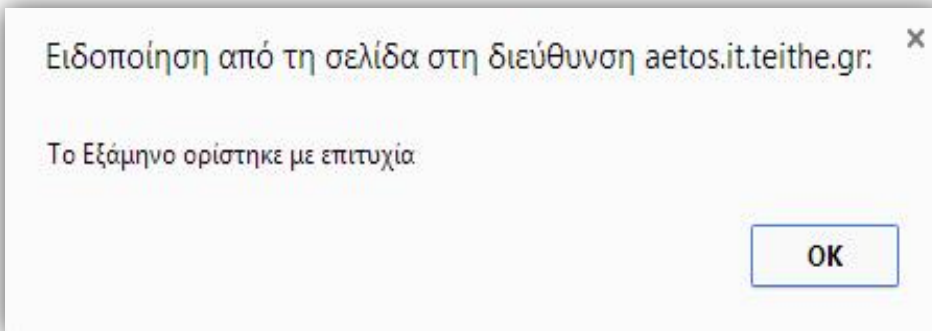 Ειδοποίηση από τη σελίδα στη διεύθυνση aetos.it.teithe.gr:
Το Εξάμηνο ορίστηκε με επιτυχία
OK